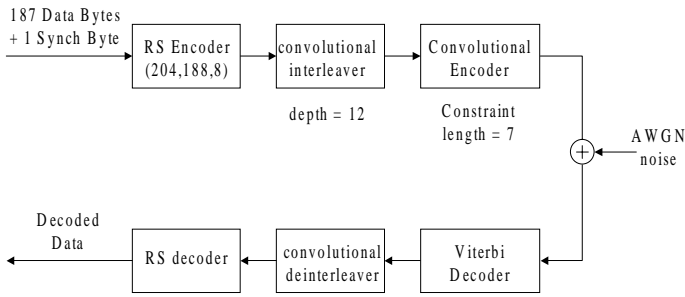 187 Data Bytes
+ 1 Synch Byte
RS Encoder
(204,188,8)
convolutional
interleaver
Convolutional
Encoder
depth = 12
Constraint
length = 7
+
AWGN
noise
Decoded
Data
RS decoder
convolutional
deinterleaver
Viterbi
Decoder